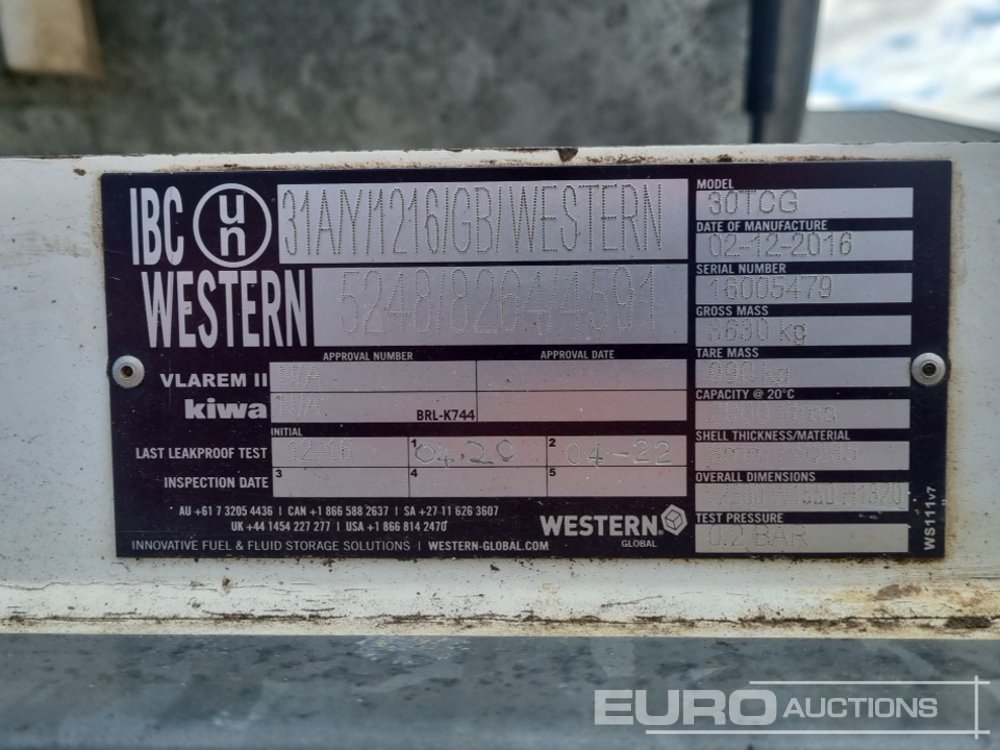 IBC UN 31A/Y/1216/GB/WESTERN
WESTERN 5248/8264/4591
APPROVAL NUMBER APPROVAL DATE
VLAREM II N/A
kiwa N/A BRL-K744
INITIAL
LAST LEAKPROOF TEST 12-16 1 04.20 2 04-22
INSPECTION DATE 3 4 5
AU +61 7 3205 4436 | CAN +1 866 588 2637 | SA +27 11 626 3607
UK +44 1454 227 277 | USA +1 866 814 2470
INNOVATIVE FUEL & FLUID STORAGE SOLUTIONS | WESTERN-GLOBAL.COM
WESTERN
GLOBAL
MODEL
30TCG
DATE OF MANUFACTURE
02-12-2016
SERIAL NUMBER
16005479
GROSS MASS
3630 kg
TARE MASS
990 kg
CAPACITY @ 20°C
SHELL THICKNESS/MATERIAL
OVERALL DIMENSIONS
H1320
TEST PRESSURE
0.2 BAR
WS111v7
EURO AUCTIONS